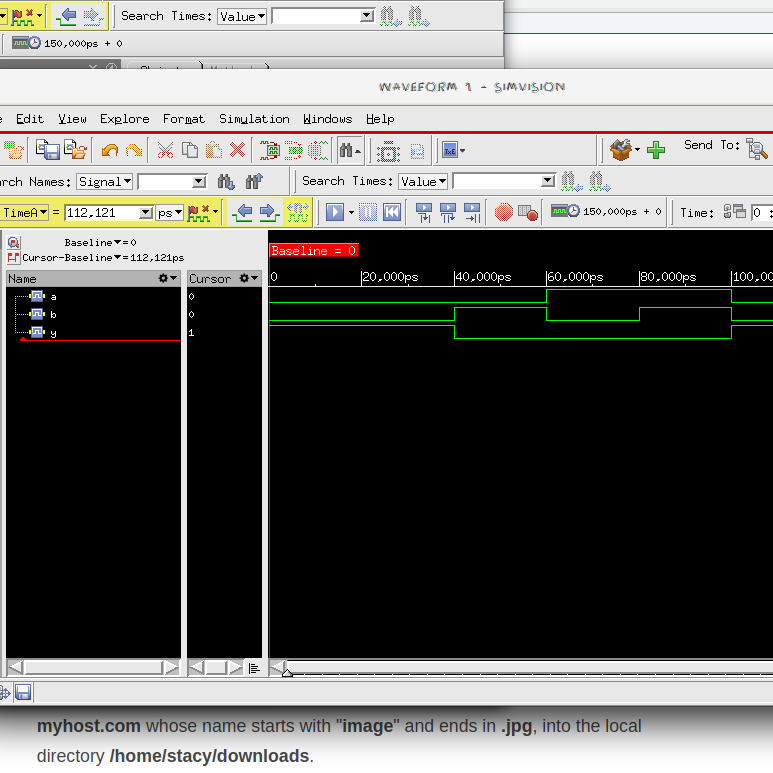 Search Times: Value
150,000ps + 0
WAVEFORM 1 - SIMVISION
Edit View Explore Format Simulation Windows Help
Send To:
rch Names: Signal Search Times: Value
TimeA = 112,121 ps 150,000ps + 0 Time: 0 :
Baseline = 0
Cursor-Baseline = 112,121ps
Baseline = 0
Name Cursor 0 20,000ps 40,000ps 60,000ps 80,000ps 100,00
a 0
b 0
y 1
myhost.com whose name starts with "image" and ends in .jpg, into the local
directory /home/stacy/downloads.